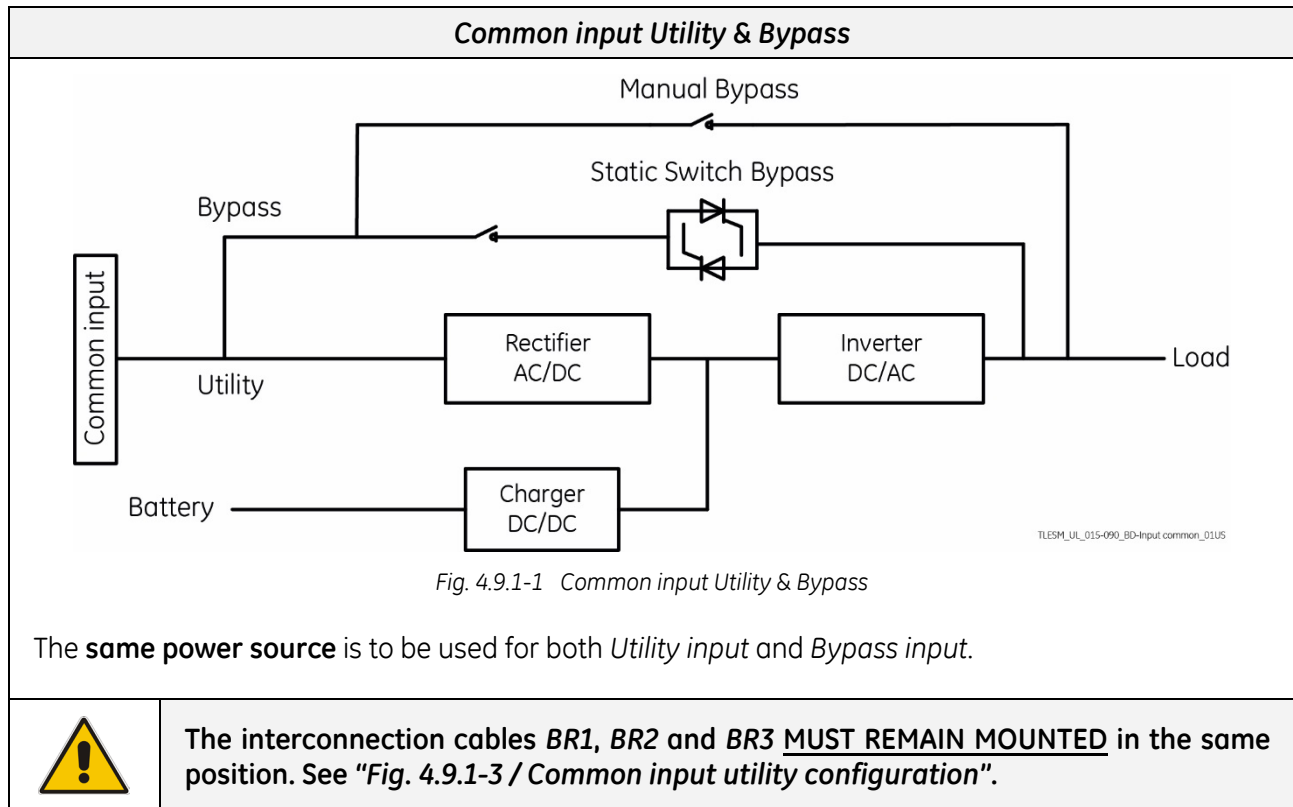 Common input Utility & Bypass
Manual Bypass
Static Switch Bypass
Bypass
Common input
Rectifier
AC/DC
Inverter
DC/AC
Load
Utility
Charger
DC/DC
Battery
TLESM_UL_015-090_BD-Input common_01US
Fig. 4.9.1-1 Common input Utility & Bypass
The same power source is to be used for both Utility input and Bypass input.
The interconnection cables BR1, BR2 and BR3 MUST REMAIN MOUNTED in the same
position. See "Fig. 4.9.1-3 / Common input utility configuration".